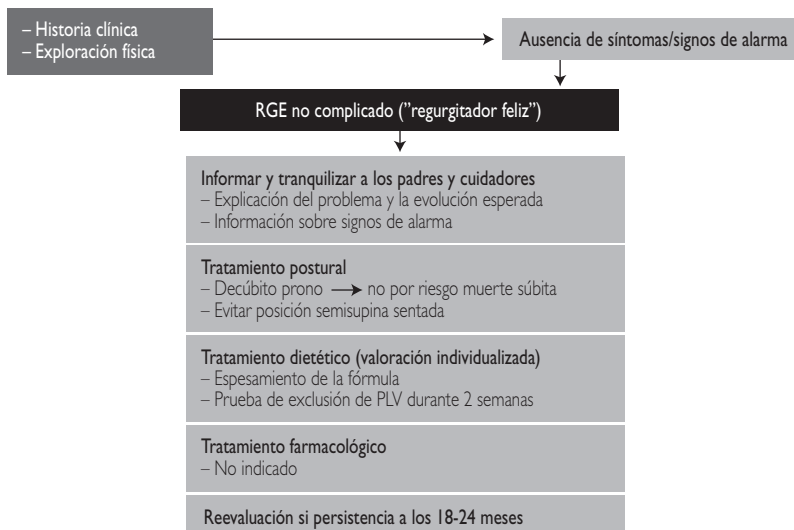 – Historia clínica
– Exploración física
Ausencia de síntomas/signos de alarma
RGE no complicado (”regurgitador feliz”)
Informar y tranquilizar a los padres y cuidadores
– Explicación del problema y la evolución esperada
– Información sobre signos de alarma
Tratamiento postural
– Decúbito prono → no por riesgo muerte súbita
– Evitar posición semisupina sentada
Tratamiento dietético (valoración individualizada)
– Espesamiento de la fórmula
– Prueba de exclusión de PLV durante 2 semanas
Tratamiento farmacológico
– No indicado
Reevaluación si persistencia a los 18-24 meses